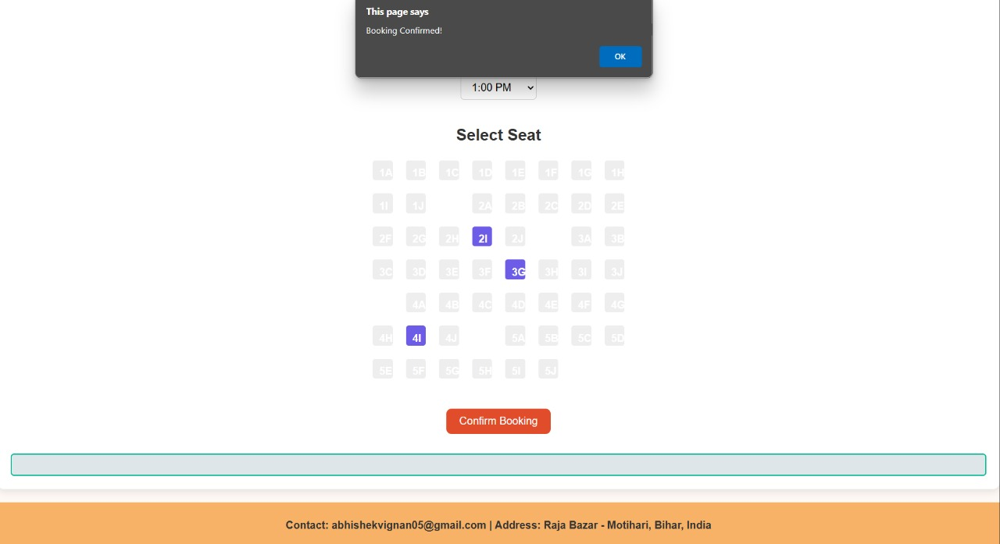 This page says
Booking Confirmed!
OK
1:00 PM
Select Seat
1A 1B 1C 1D 1E 1F 1G 1H
1I 1J 2A 2B 2C 2D 2E
2F 2G 2H 2I 2J 3A 3B
3C 3D 3E 3F 3G 3H 3I 3J
4A 4B 4C 4D 4E 4F 4G
4H 4I 4J 5A 5B 5C 5D
5E 5F 5G 5H 5I 5J
Confirm Booking
Contact: abhishekvignan05@gmail.com | Address: Raja Bazar - Motihari, Bihar, India